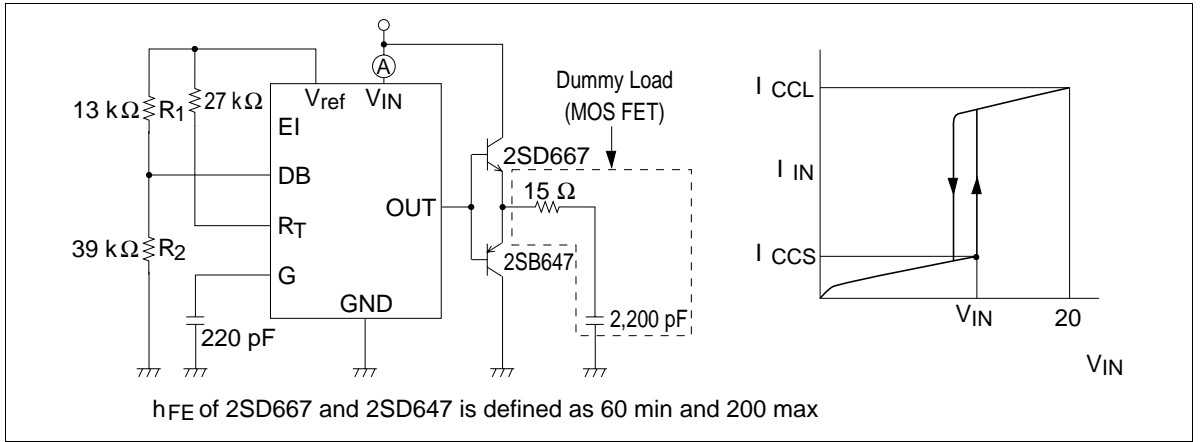 13 kΩ R1
27 kΩ
Vref
VIN
A
EI
DB
RT
G
GND
OUT
39 kΩ R2
220 pF
2SD667
2SB647
15 Ω
2,200 pF
Dummy Load
(MOS FET)
I CCL
I IN
I CCS
VIN
20
VIN
hFE of 2SD667 and 2SD647 is defined as 60 min and 200 max